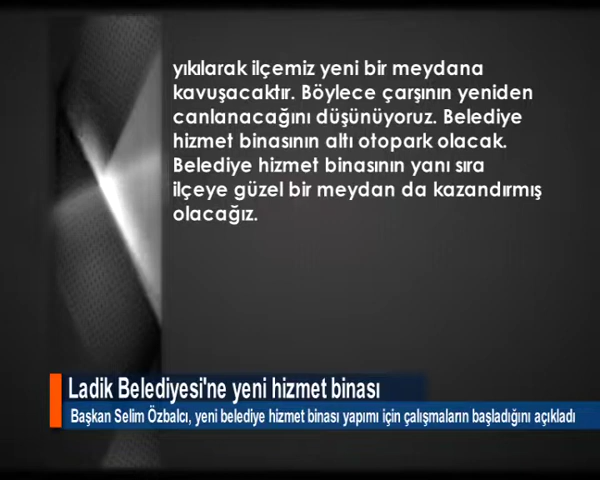 yıkılarak ilçemiz yeni bir meydana
kavuşacaktır. Böylece çarşının yeniden
canlanacağını düşünüyoruz. Belediye
hizmet binasının altı otopark olacak.
Belediye hizmet binasının yanı sıra
ilçeye güzel bir meydan da kazandırmış
olacağız.
Ladik Belediyesi'ne yeni hizmet binası
Başkan Selim Özbalcı, yeni belediye hizmet binası yapımı için çalışmaların başladığını açıkladı